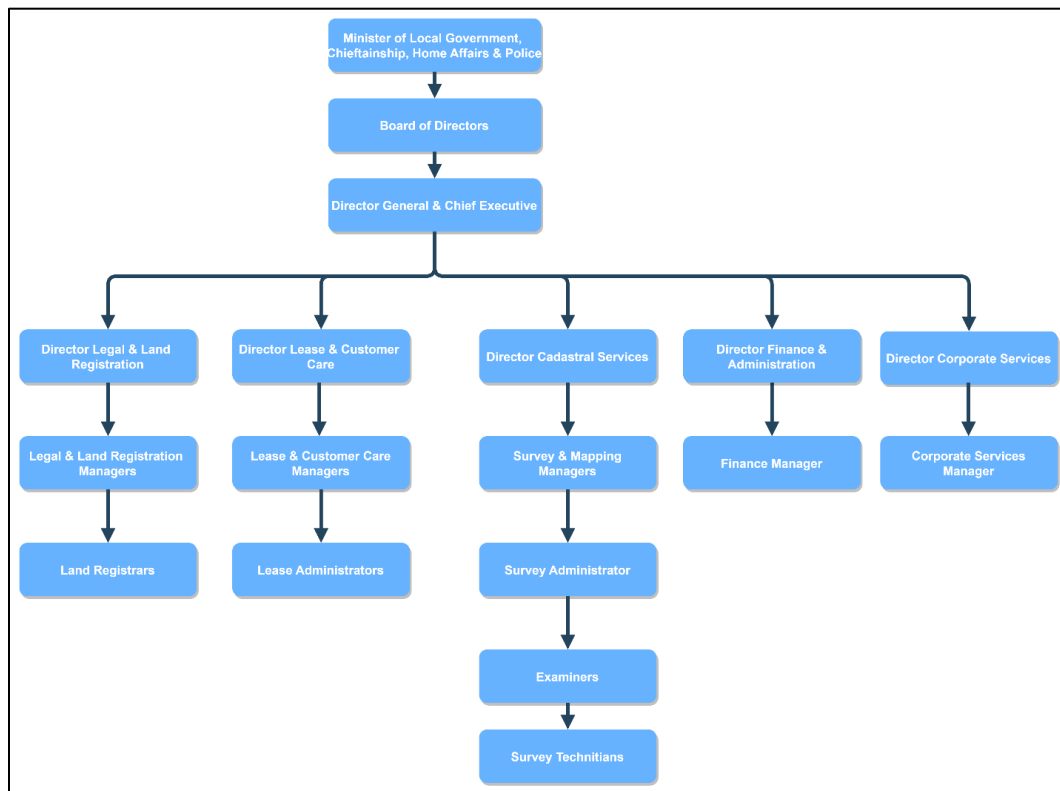 Minister of Local Government,
Chieftainship, Home Affairs & Police
Board of Directors
Director General & Chief Executive
Director Legal & Land
Registration
Director Lease & Customer
Care
Director Cadastral Services
Director Finance &
Administration
Director Corporate Services
Legal & Land Registration
Managers
Lease & Customer Care
Managers
Survey & Mapping
Managers
Finance Manager
Corporate Services
Manager
Land Registrars
Lease Administrators
Survey Administrator
Examiners
Survey Technitians